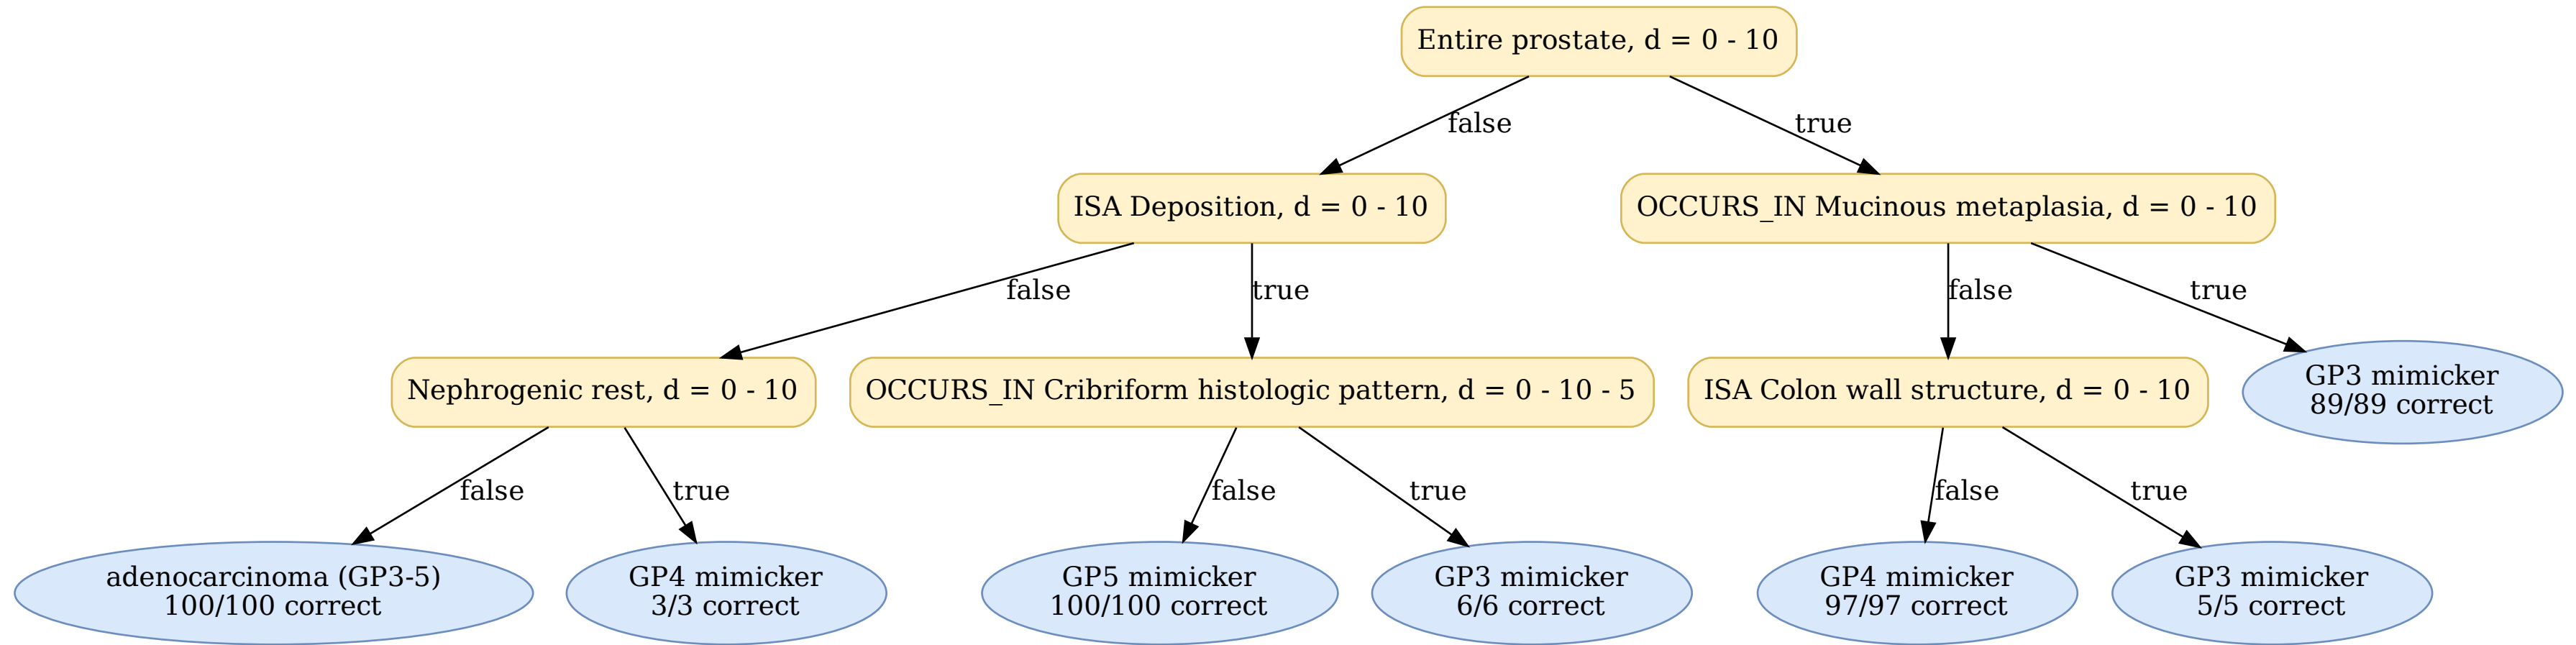 Entire prostate, d = 0 - 10
false
true
ISA Deposition, d = 0 - 10
OCCURS_IN Mucinous metaplasia, d = 0 - 10
false
true
false
true
Nephrogenic rest, d = 0 - 10
OCCURS_IN Cribriform histologic pattern, d = 0 - 10 - 5
ISA Colon wall structure, d = 0 - 10
GP3 mimicker
89/89 correct
false
true
false
true
false
true
adenocarcinoma (GP3-5)
100/100 correct
GP4 mimicker
3/3 correct
GP5 mimicker
100/100 correct
GP3 mimicker
6/6 correct
GP4 mimicker
97/97 correct
GP3 mimicker
5/5 correct